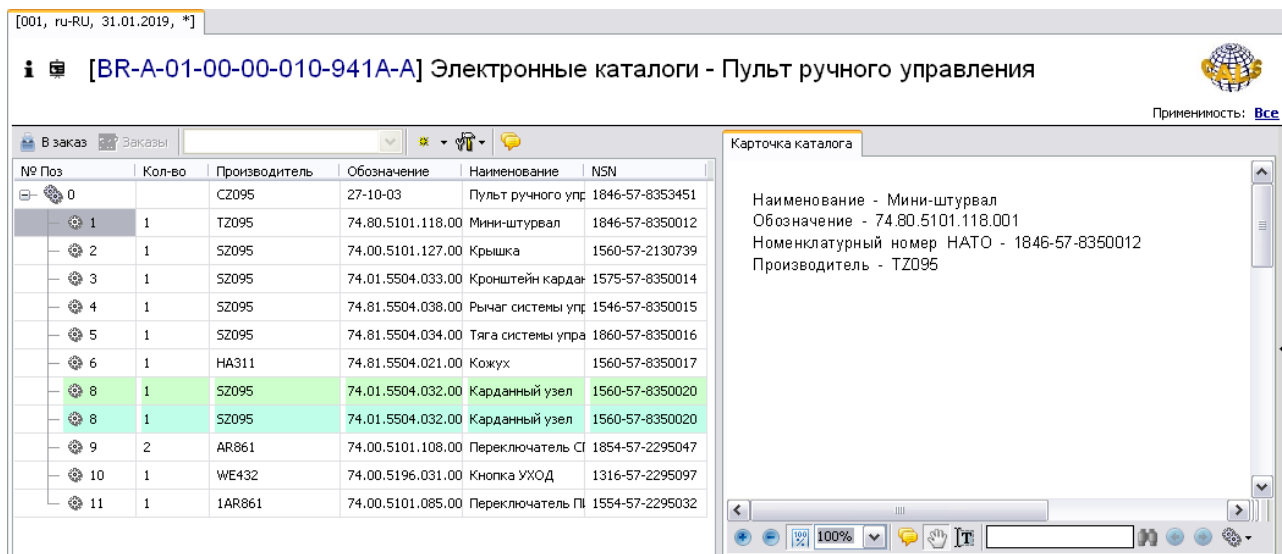 [001, ru-RU, 31.01.2019, *]
[BR-A-01-00-00-010-941A-A] Электронные каталоги - Пульт ручного управления
CALS
Применимость: Все
В заказ Заказы
Карточка каталога
№ Поз Кол-во Производитель Обозначение Наименование NSN
0 CZ095 27-10-03 Пульт ручного упр 1846-57-8353451
1 1 TZ095 74.80.5101.118.00 Мини-штурвал 1846-57-8350012
2 1 SZ095 74.00.5101.127.00 Крышка 1560-57-2130739
3 1 SZ095 74.01.5504.033.00 Кронштейн кардан 1575-57-8350014
4 1 SZ095 74.81.5504.038.00 Рычаг системы упр 1546-57-8350015
5 1 SZ095 74.81.5504.034.00 Тяга системы упра 1860-57-8350016
6 1 HA311 74.81.5504.021.00 Кожух 1560-57-8350017
8 1 SZ095 74.01.5504.032.00 Карданный узел 1560-57-8350020
8 1 SZ095 74.01.5504.032.00 Карданный узел 1560-57-8350020
9 2 AR861 74.00.5101.108.00 Переключатель 1854-57-2295047
10 1 WE432 74.00.5196.031.00 Кнопка УХОД 1316-57-2295097
11 1 1AR861 74.00.5101.085.00 Переключатель 1554-57-2295032
Наименование - Мини-штурвал
Обозначение - 74.80.5101.118.001
Номенклатурный номер НАТО - 1846-57-8350012
Производитель - TZ095
100%